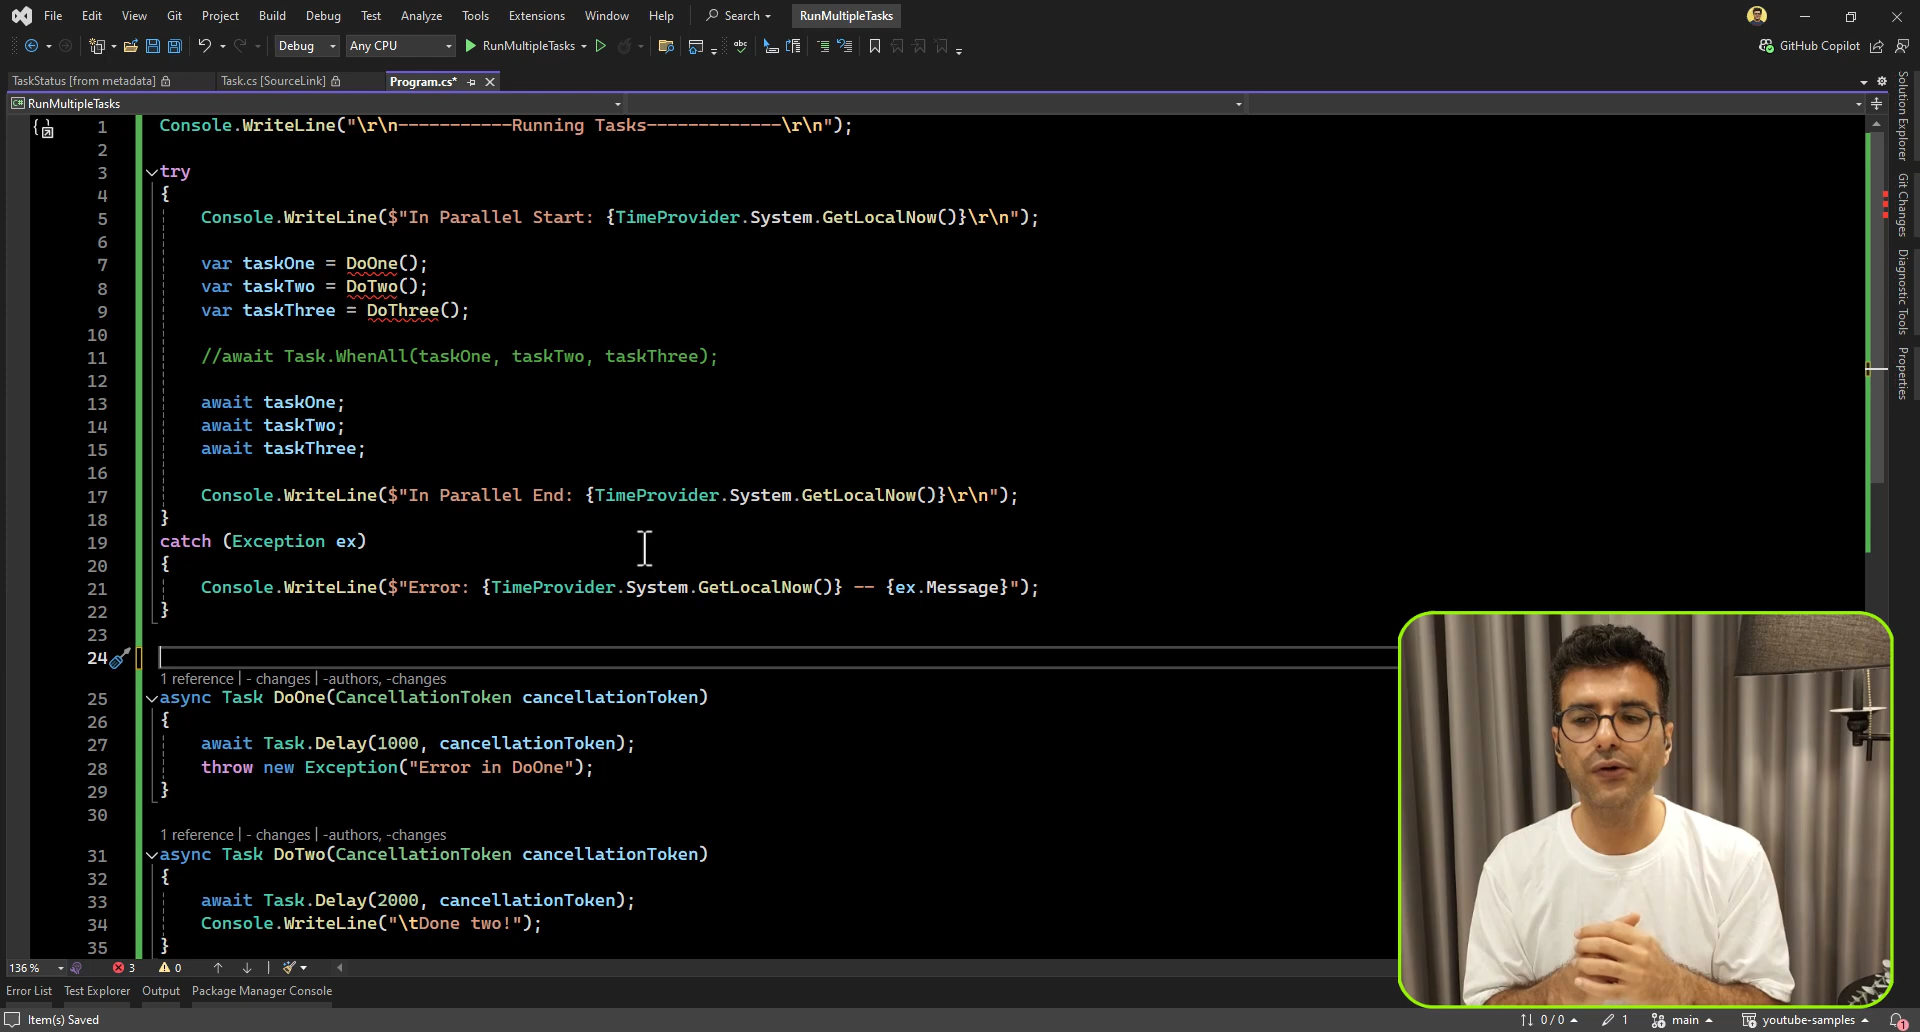 File Edit View Git Project Build Debug Test Analyze Tools Extensions Window Help Search RunMultipleTasks
Debug Any CPU RunMultipleTasks abc GitHub Copilot
TaskStatus [from metadata] Task.cs [SourceLink] Program.cs*
C# RunMultipleTasks
1 Console.WriteLine("\r\n-----------Running Tasks-------------\r\n");
2
3 try
4 {
5 Console.WriteLine($"In Parallel Start: {TimeProvider.System.GetLocalNow()}\r\n");
6
7 var taskOne = DoOne();
8 var taskTwo = DoTwo();
9 var taskThree = DoThree();
10
11 //await Task.WhenAll(taskOne, taskTwo, taskThree);
12
13 await taskOne;
14 await taskTwo;
15 await taskThree;
16
17 Console.WriteLine($"In Parallel End: {TimeProvider.System.GetLocalNow()}\r\n");
18 }
19 catch (Exception ex)
20 {
21 Console.WriteLine($"Error: {TimeProvider.System.GetLocalNow()} -- {ex.Message}");
22 }
23
24
1 reference | - changes | -authors, -changes
25 async Task DoOne(CancellationToken cancellationToken)
26 {
27 await Task.Delay(1000, cancellationToken);
28 throw new Exception("Error in DoOne");
29 }
30
1 reference | - changes | -authors, -changes
31 async Task DoTwo(CancellationToken cancellationToken)
32 {
33 await Task.Delay(2000, cancellationToken);
34 Console.WriteLine("\tDone two!");
35 }
136 % 3 0
Error List Test Explorer Output Package Manager Console
Item(s) Saved 0 / 0 1 main youtube-samples 1
Solution Explorer
Git Changes
Diagnostic Tools
Properties